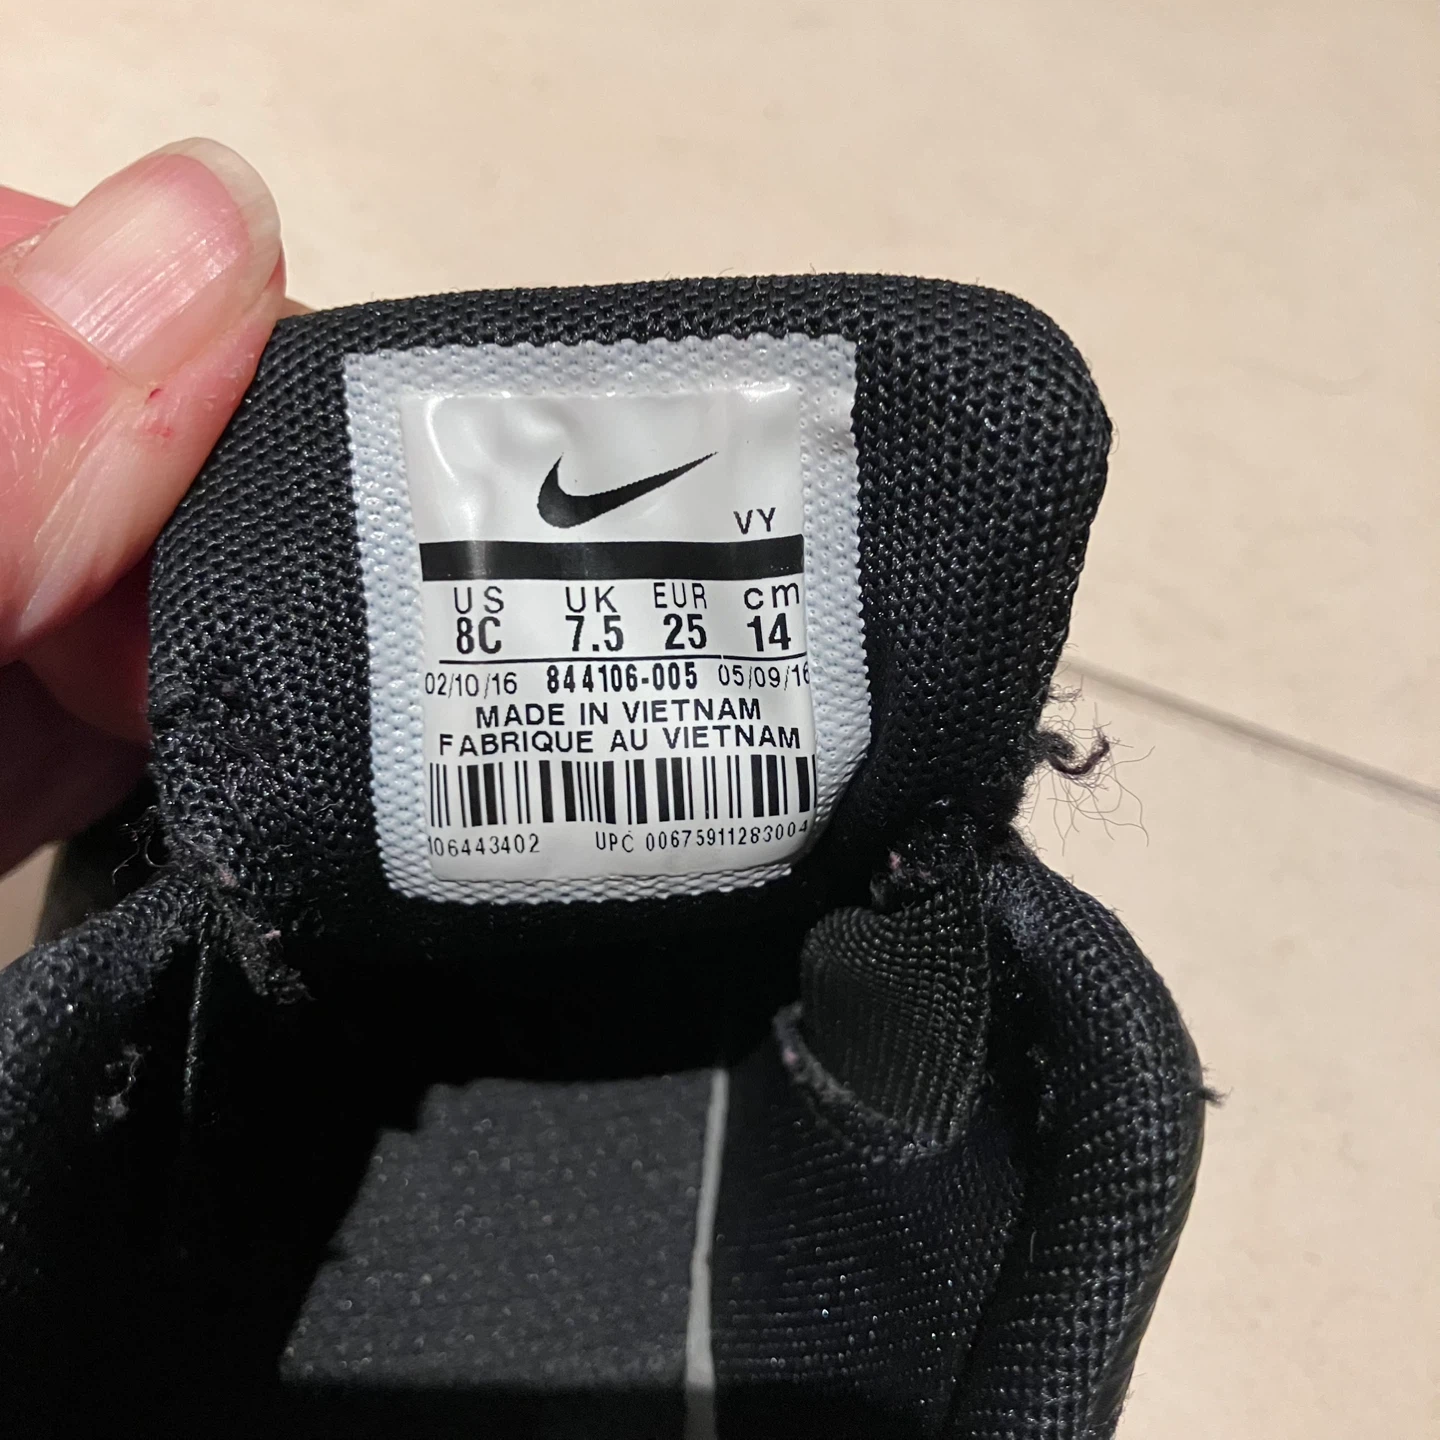 VY
US UK EUR cm
8C 7.5 25 14
02/10/16 844106-005 05/09/16
MADE IN VIETNAM
FABRIQUE AU VIETNAM
106443402 UPC 00675911283004